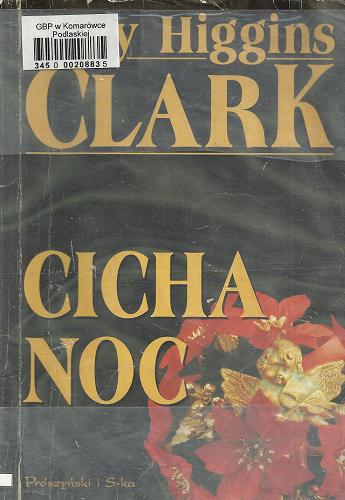 GBP w Komarówce
Podlaskiej
345 0 00208835
y Higgins
CLARK
CICHA
NOC
Prószyński i S-ka